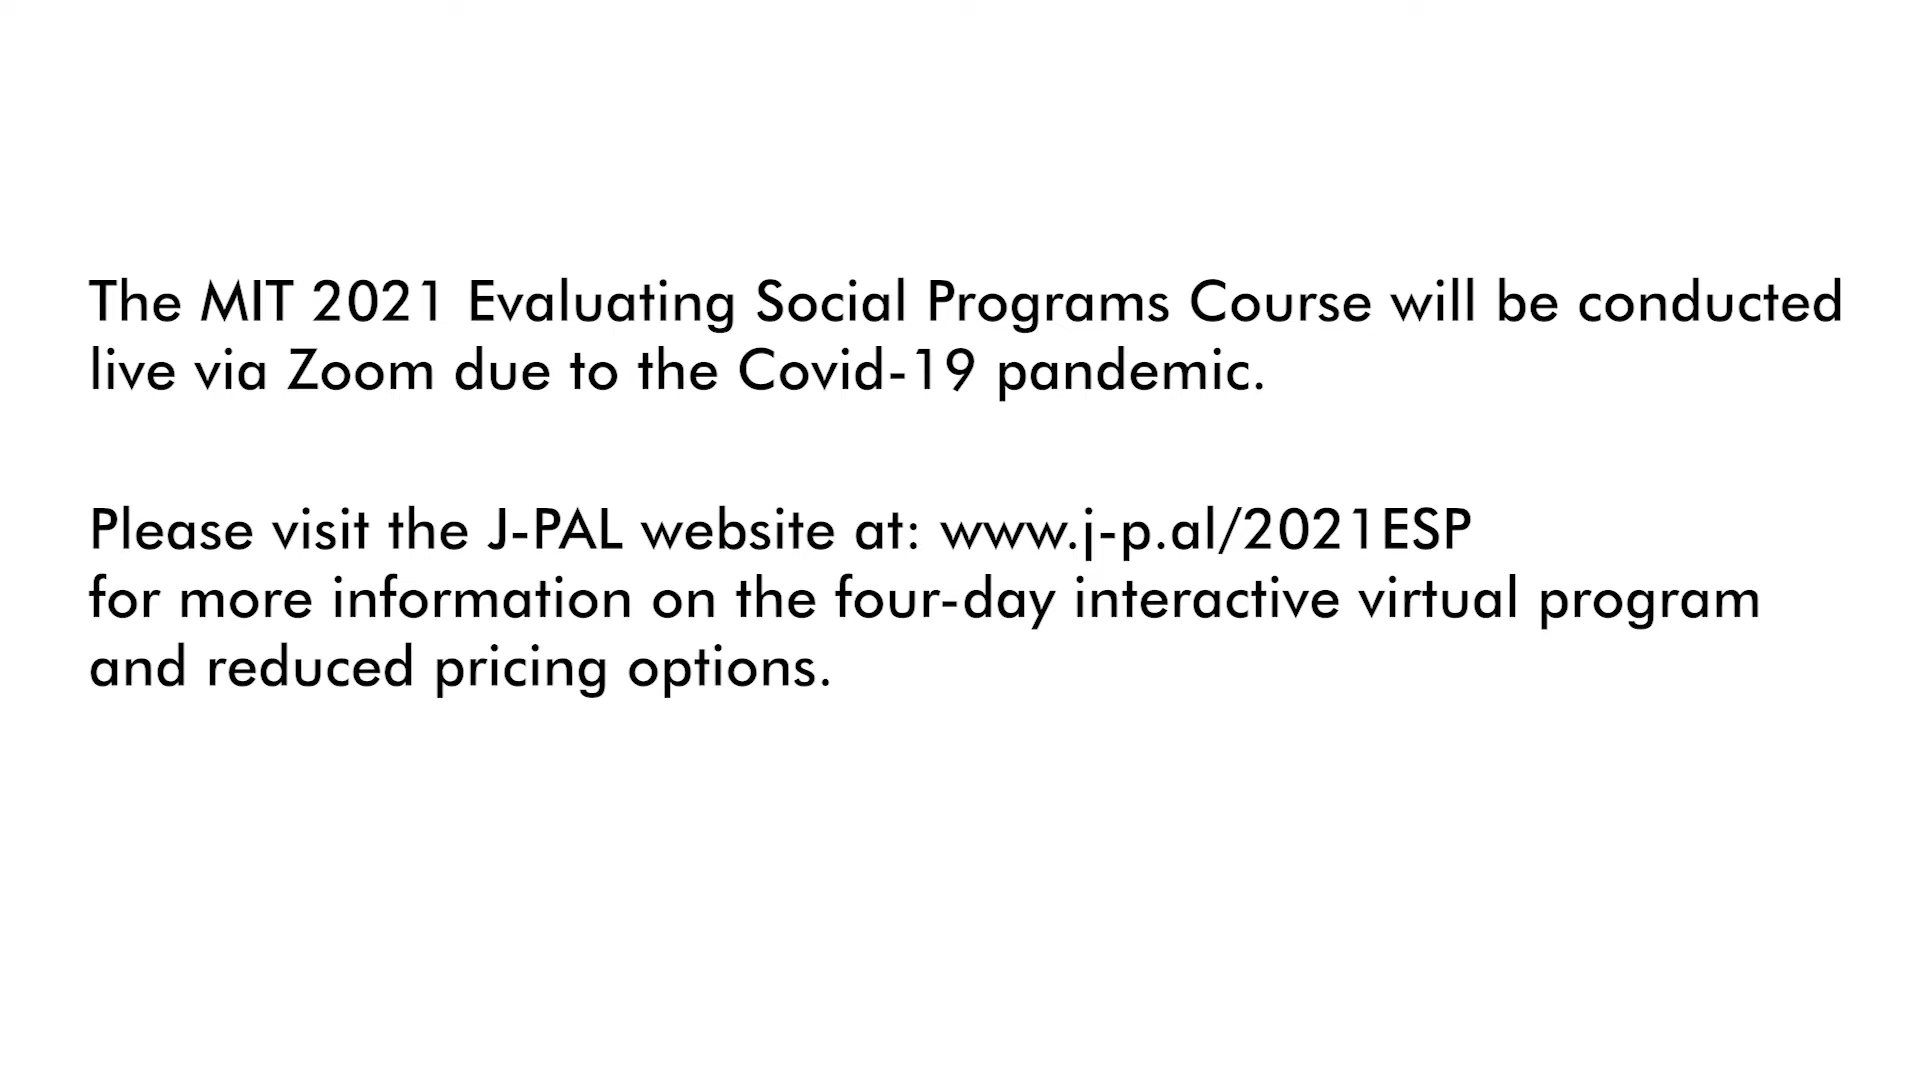 The MIT 2021 Evaluating Social Programs Course will be conducted
live via Zoom due to the Covid-19 pandemic.
Please visit the J-PAL website at: www.j-p.al/2021ESP
for more information on the four-day interactive virtual program
and reduced pricing options.